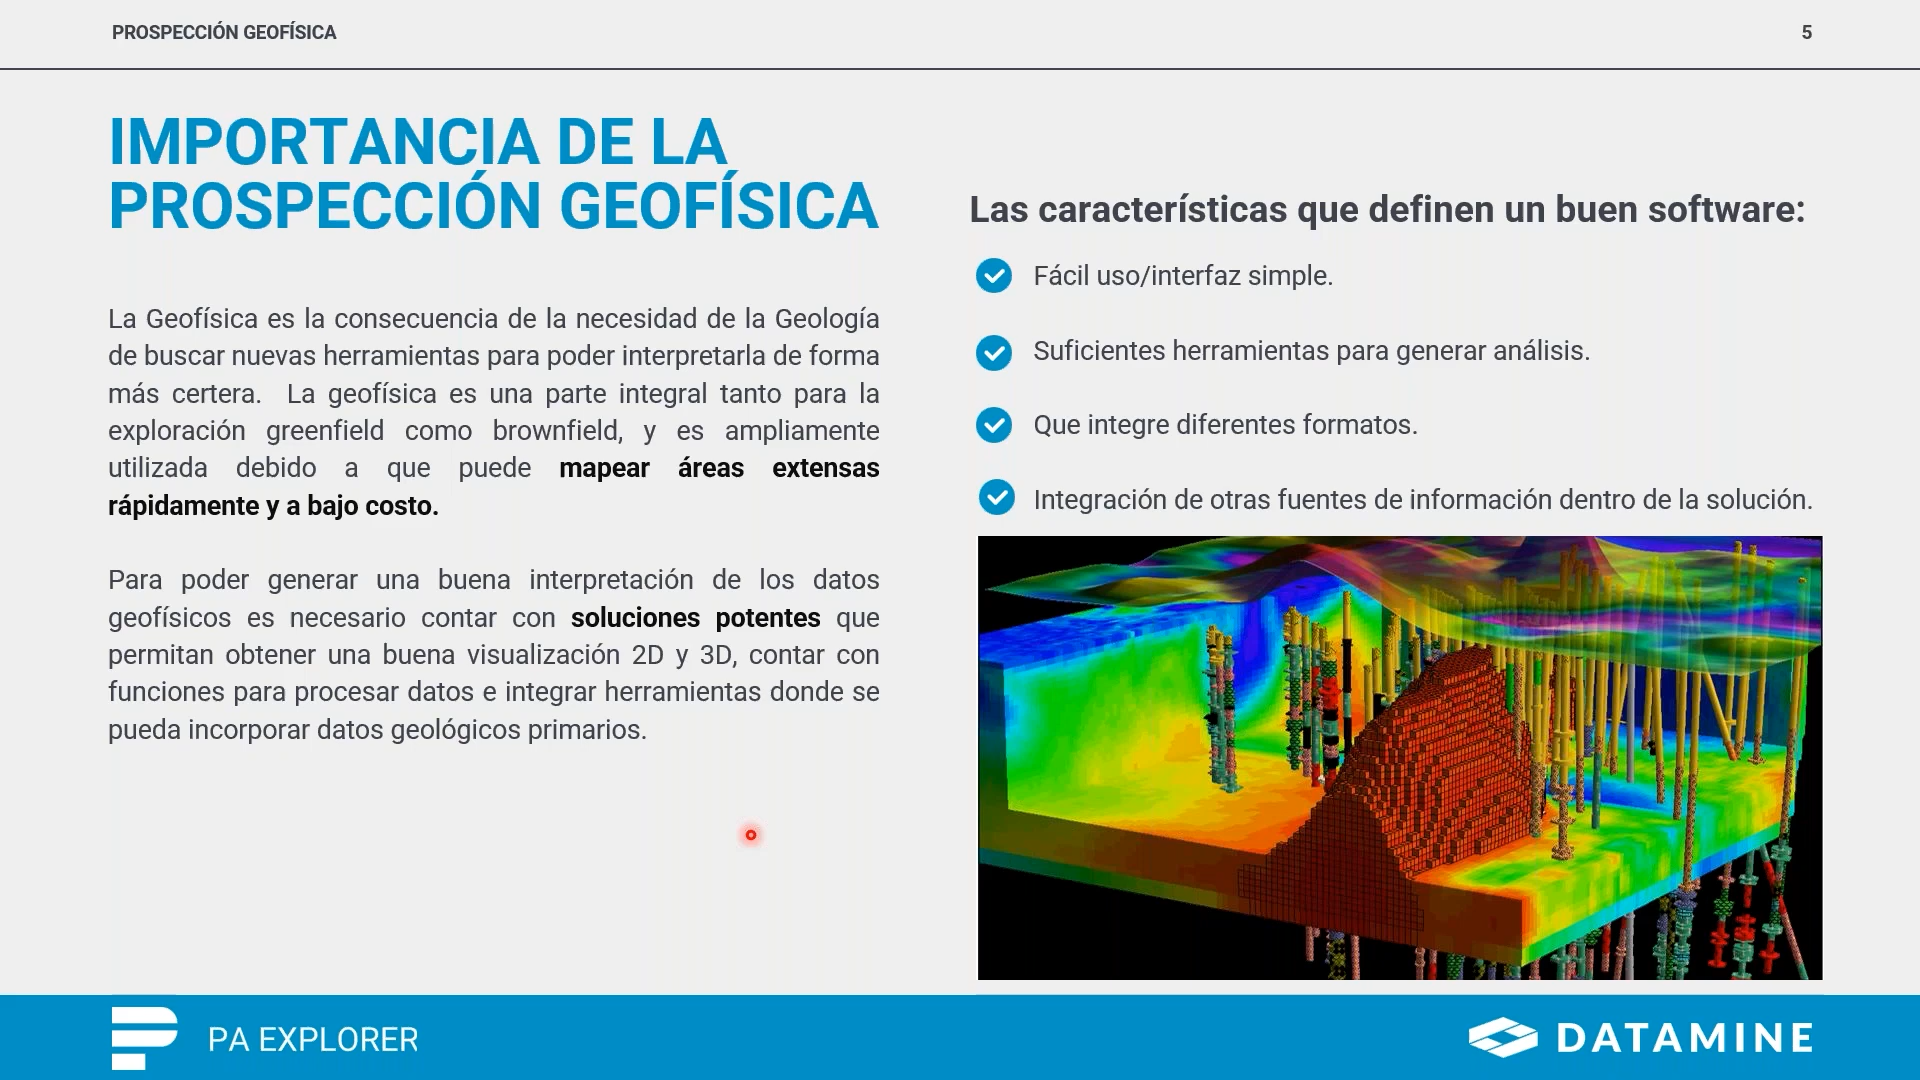 PROSPECCIÓN GEOFÍSICA
5
IMPORTANCIA DE LA
PROSPECCIÓN GEOFÍSICA
La Geofísica es la consecuencia de la necesidad de la Geología
de buscar nuevas herramientas para poder interpretarla de forma
más certera. La geofísica es una parte integral tanto para la
exploración greenfield como brownfield, y es ampliamente
utilizada debido a que puede mapear áreas extensas
rápidamente y a bajo costo.
Para poder generar una buena interpretación de los datos
geofísicos es necesario contar con soluciones potentes que
permitan obtener una buena visualización 2D y 3D, contar con
funciones para procesar datos e integrar herramientas donde se
pueda incorporar datos geológicos primarios.
Las características que definen un buen software:
Fácil uso/interfaz simple.
Suficientes herramientas para generar análisis.
Que integre diferentes formatos.
Integración de otras fuentes de información dentro de la solución.
PA EXPLORER
DATAMINE